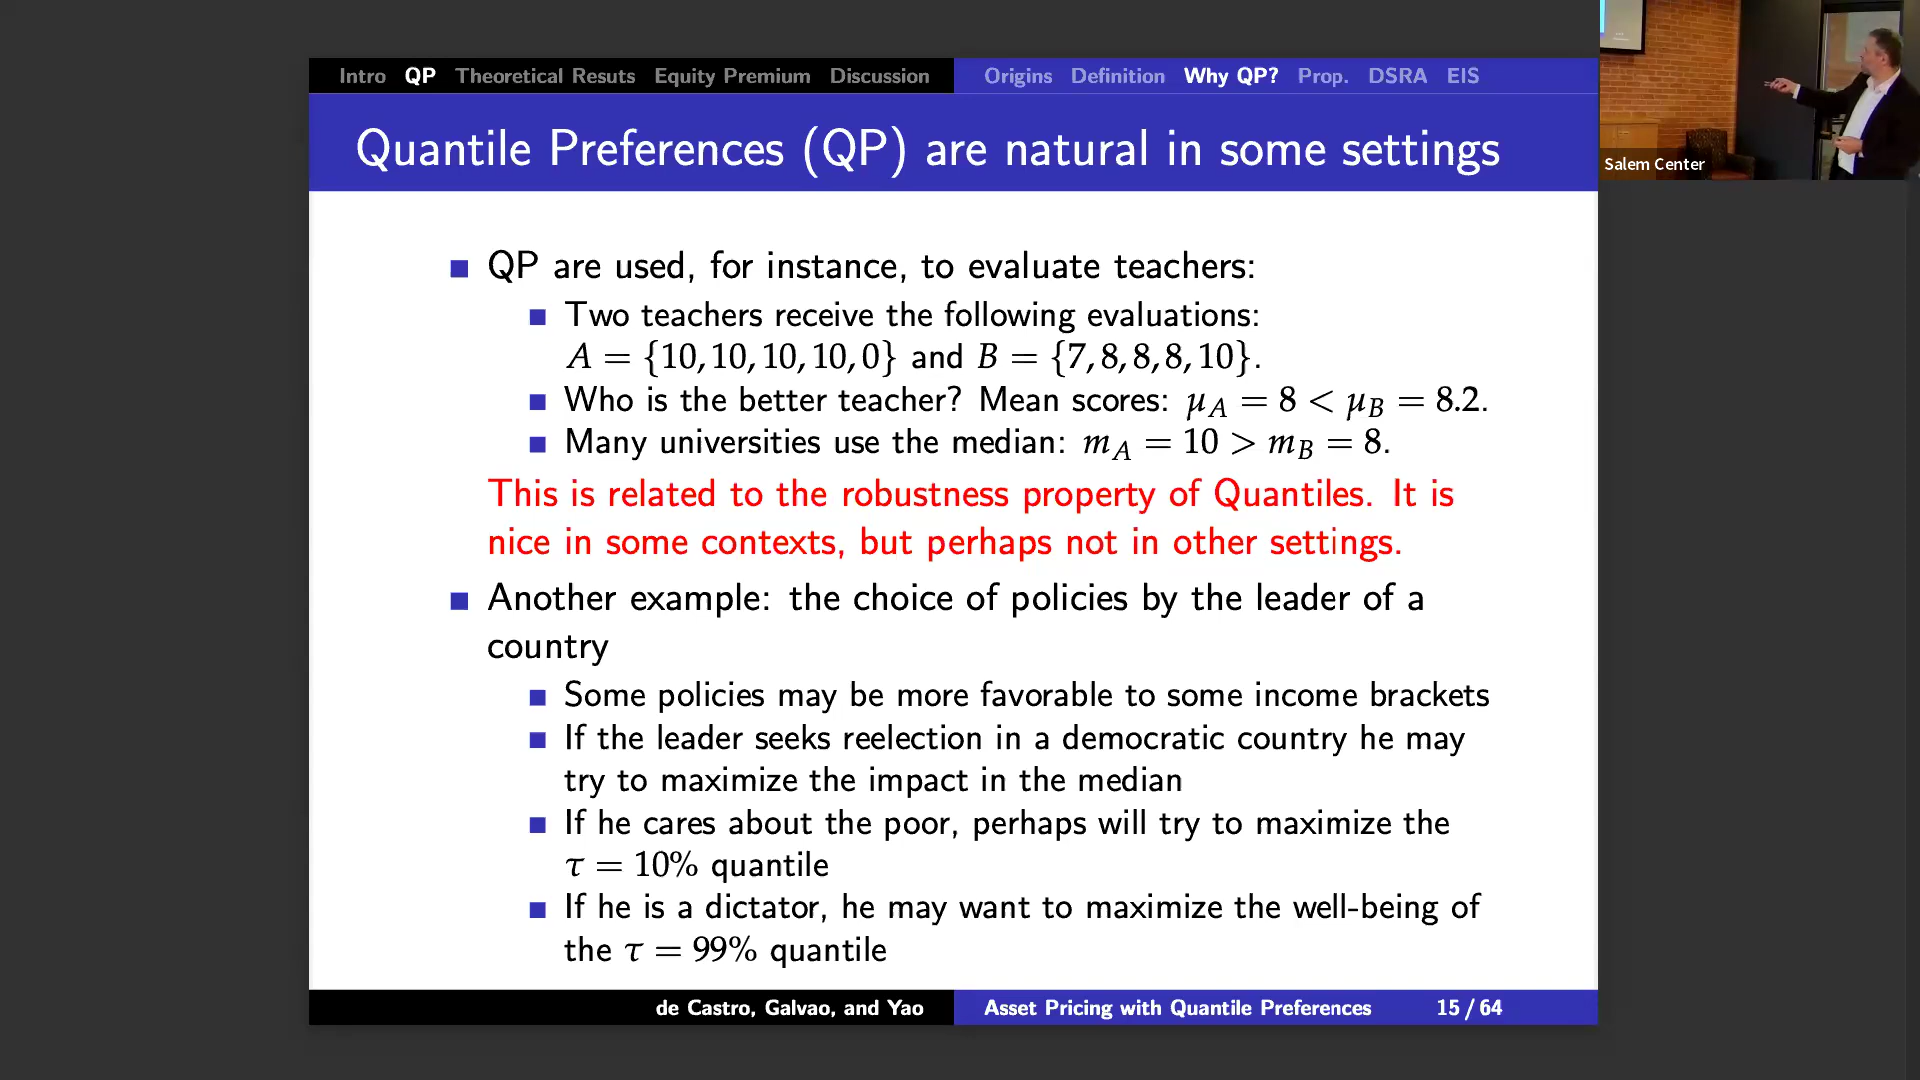 Intro QP Theoretical Resuts Equity Premium Discussion Origins Definition Why QP? Prop. DSRA EIS
Quantile Preferences (QP) are natural in some settings
Salem Center
QP are used, for instance, to evaluate teachers:
Two teachers receive the following evaluations:
A = {10, 10, 10, 10, 0} and B = {7, 8, 8, 8, 10}.
Who is the better teacher? Mean scores: μ_A = 8 < μ_B = 8.2.
Many universities use the median: m_A = 10 > m_B = 8.
This is related to the robustness property of Quantiles. It is
nice in some contexts, but perhaps not in other settings.
Another example: the choice of policies by the leader of a
country
Some policies may be more favorable to some income brackets
If the leader seeks reelection in a democratic country he may
try to maximize the impact in the median
If he cares about the poor, perhaps will try to maximize the
τ = 10% quantile
If he is a dictator, he may want to maximize the well-being of
the τ = 99% quantile
de Castro, Galvao, and Yao Asset Pricing with Quantile Preferences 15 / 64